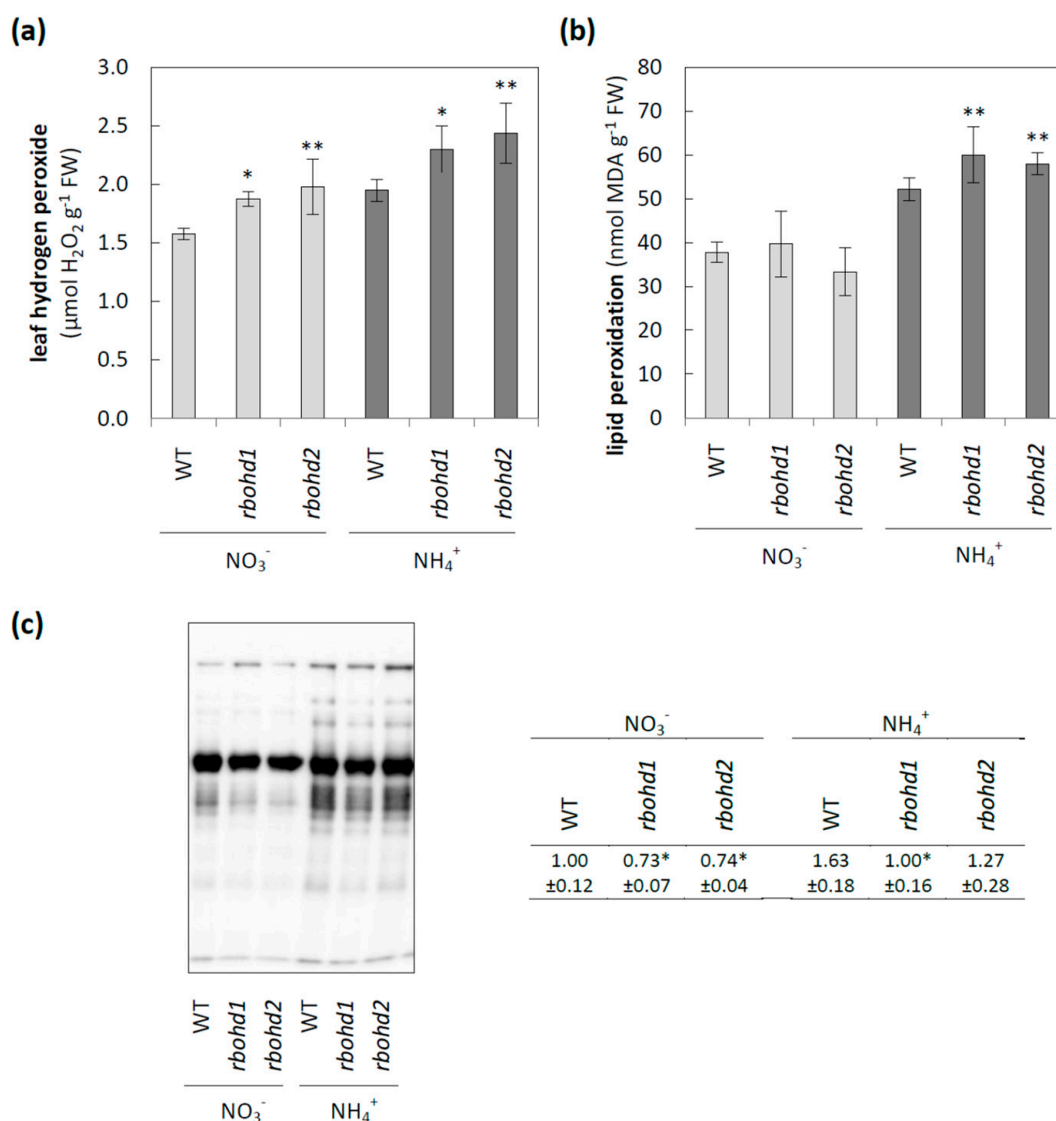 (a)
leaf hydrogen peroxide
(µmol H₂O₂ g⁻¹ FW)
3.0
2.5
2.0
1.5
1.0
0.5
0.0
*
**
*
**
WT
rbohd1
rbohd2
WT
rbohd1
rbohd2
NO₃⁻
NH₄⁺
(b)
lipid peroxidation (nmol MDA g⁻¹ FW)
80
70
60
50
40
30
20
10
0
**
**
WT
rbohd1
rbohd2
WT
rbohd1
rbohd2
NO₃⁻
NH₄⁺
(c)
WT
rbohd1
rbohd2
WT
rbohd1
rbohd2
NO₃⁻
NH₄⁺
NO₃⁻ NH₄⁺
WT rbohd1 rbohd2 WT rbohd1 rbohd2
1.00 0.73* 0.74* 1.63 1.00* 1.27
±0.12 ±0.07 ±0.04 ±0.18 ±0.16 ±0.28